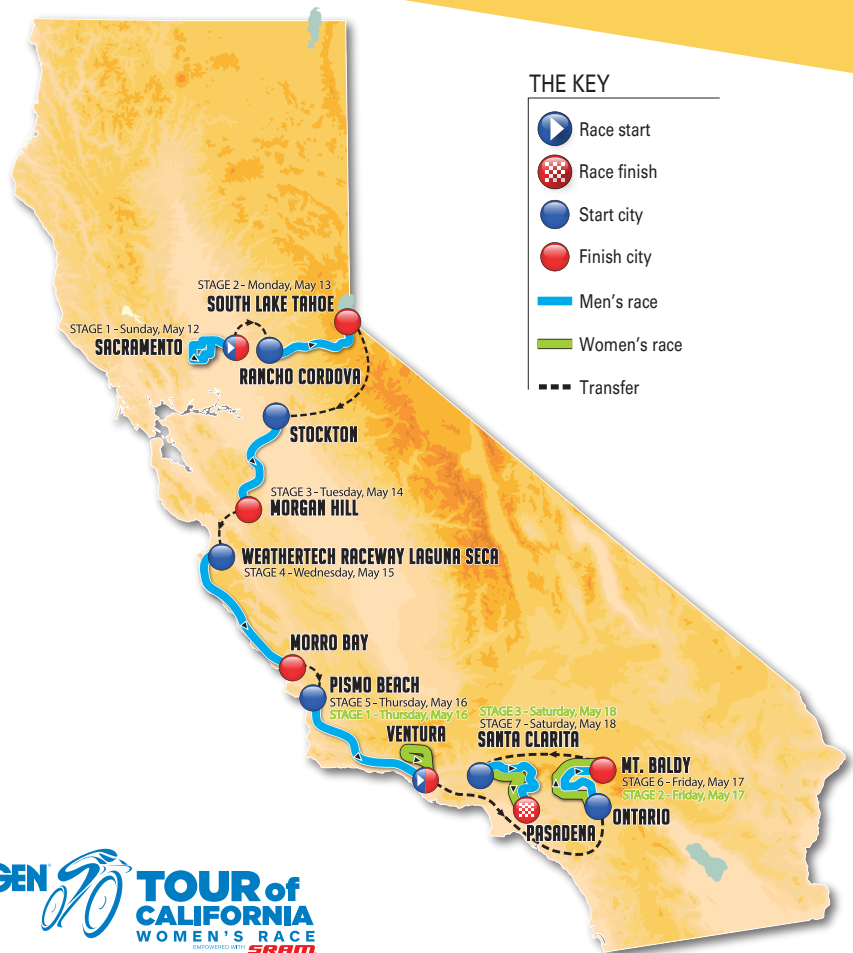 THE KEY
Race start
Race finish
Start city
Finish city
Men's race
Women's race
Transfer
STAGE 2 - Monday, May 13
SOUTH LAKE TAHOE
STAGE 1 - Sunday, May 12
SACRAMENTO
RANCHO CORDOVA
STOCKTON
STAGE 3 - Tuesday, May 14
MORGAN HILL
WEATHERTECH RACEWAY LAGUNA SECA
STAGE 4 - Wednesday, May 15
MORRO BAY
PISMO BEACH
STAGE 5 - Thursday, May 16
STAGE 1 - Thursday, May 16
VENTURA
STAGE 3 - Saturday, May 18
STAGE 7 - Saturday, May 18
SANTA CLARITA
MT. BALDY
STAGE 6 - Friday, May 17
STAGE 2 - Friday, May 17
ONTARIO
PASADENA
GEN
TOUR of
CALIFORNIA
WOMEN'S RACE
EMPOWERED WITH SRAM